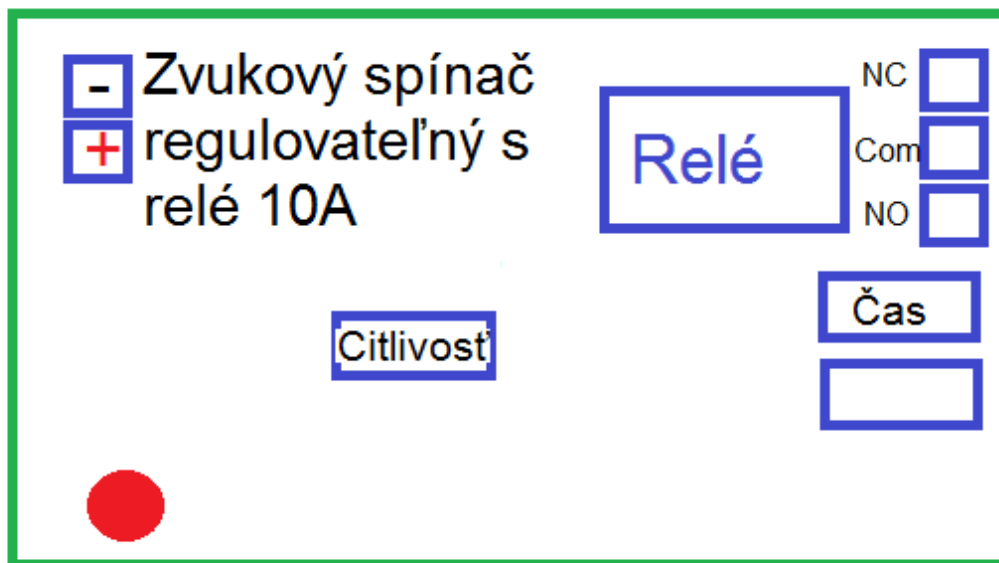 -
+
Zvukový spínač
regulovateľný s
relé 10A
Relé
NC
Com
NO
Čas
Citlivosť